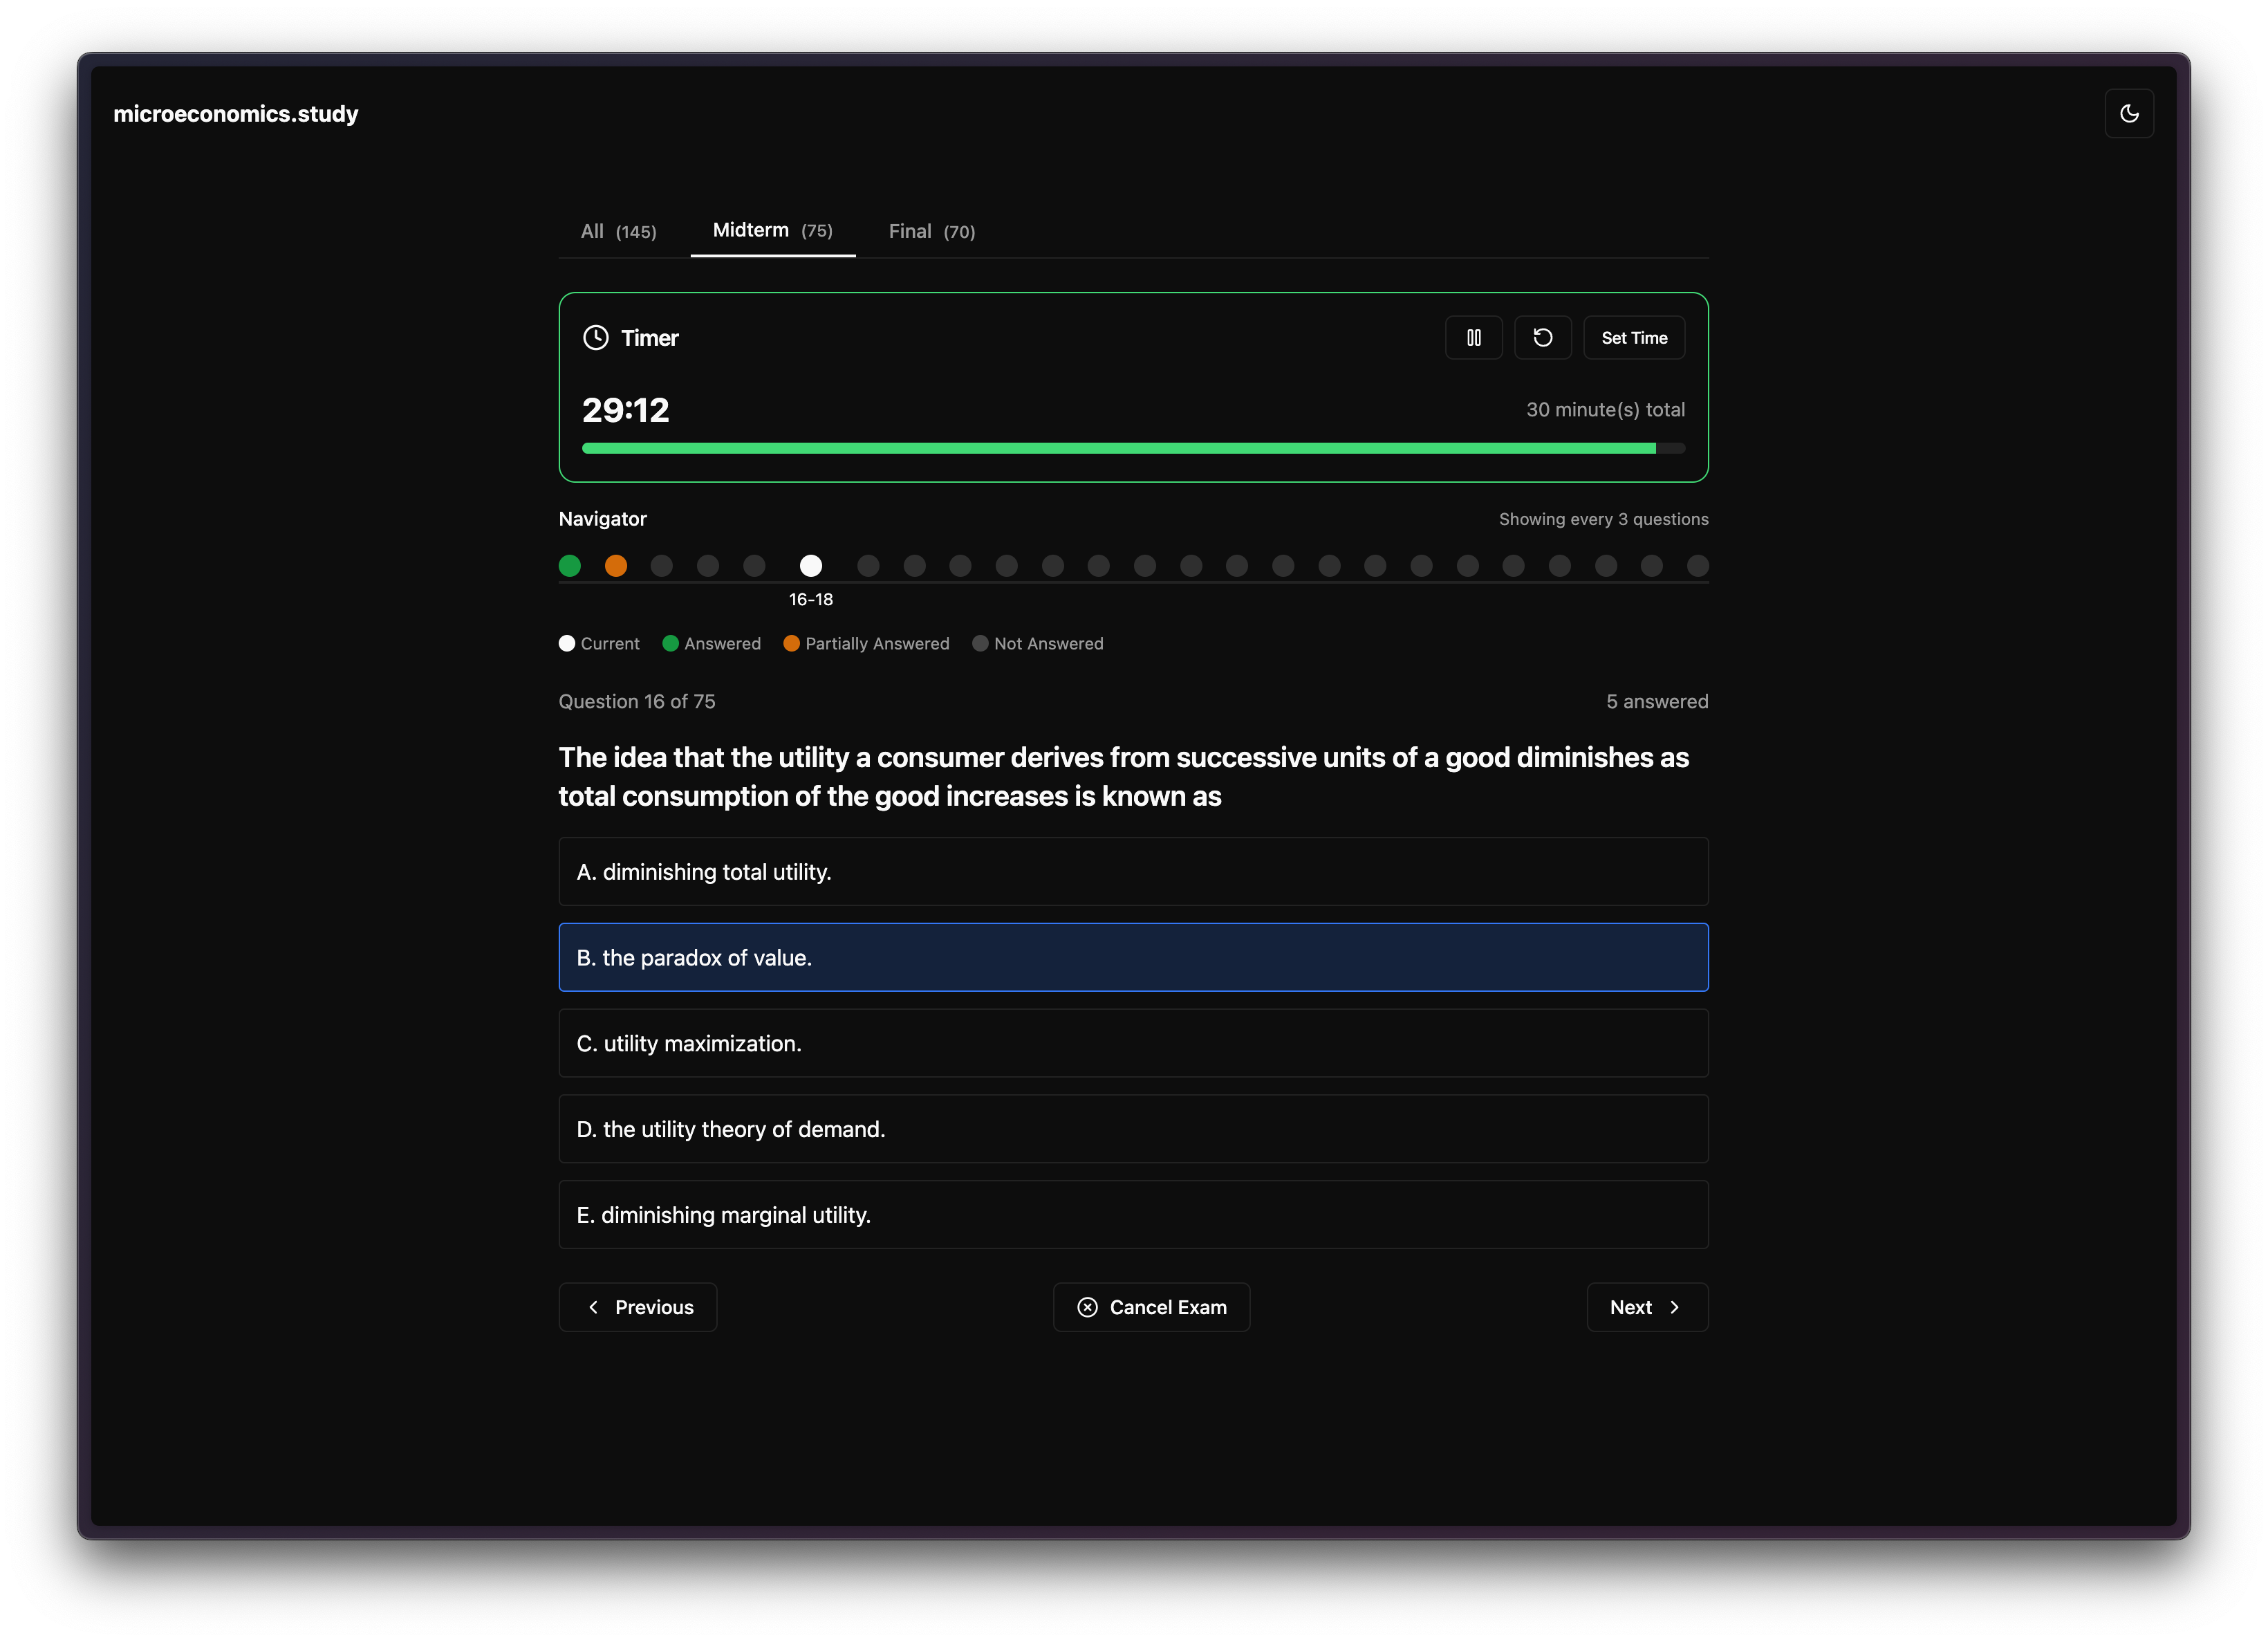 microeconomics.study
All (145) Midterm (75) Final (70)
Timer Set Time
29:12 30 minute(s) total
Navigator Showing every 3 questions
16-18
Current Answered Partially Answered Not Answered
Question 16 of 75 5 answered
The idea that the utility a consumer derives from successive units of a good diminishes as
total consumption of the good increases is known as
A. diminishing total utility.
B. the paradox of value.
C. utility maximization.
D. the utility theory of demand.
E. diminishing marginal utility.
Previous Cancel Exam Next